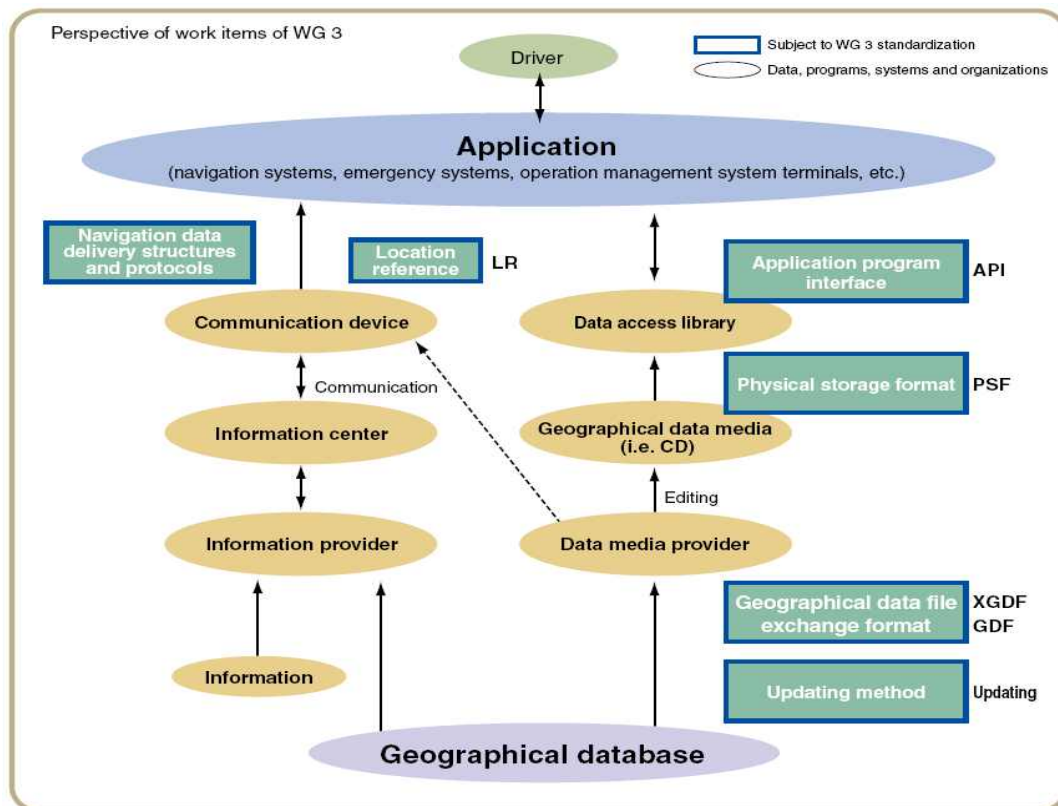 Perspective of work items of WG 3
Subject to WG 3 standardization
Data, programs, systems and organizations
Driver
Application
(navigation systems, emergency systems, operation management system terminals, etc.)
Navigation data
delivery structures
and protocols
Location
reference
LR
Application program
interface
API
Communication device
Data access library
Communication
Physical storage format
PSF
Information center
Geographical data media
(i.e. CD)
Editing
Information provider
Data media provider
Geographical data file
exchange format
XGDF
GDF
Information
Updating method
Updating
Geographical database